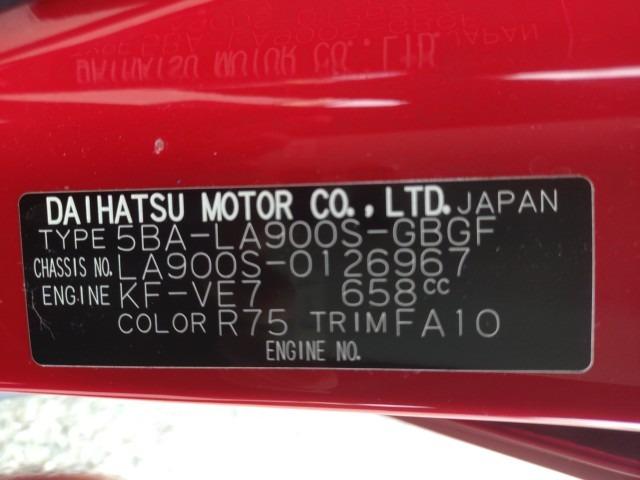 DAIHATSU MOTOR CO., LTD. JAPAN
TYPE 5BA-LA900S-GBGF
CHASSIS NO. LA900S-0126967
ENGINE KF-VE7 658cc
COLOR R75 TRIM FA10
ENGINE NO.